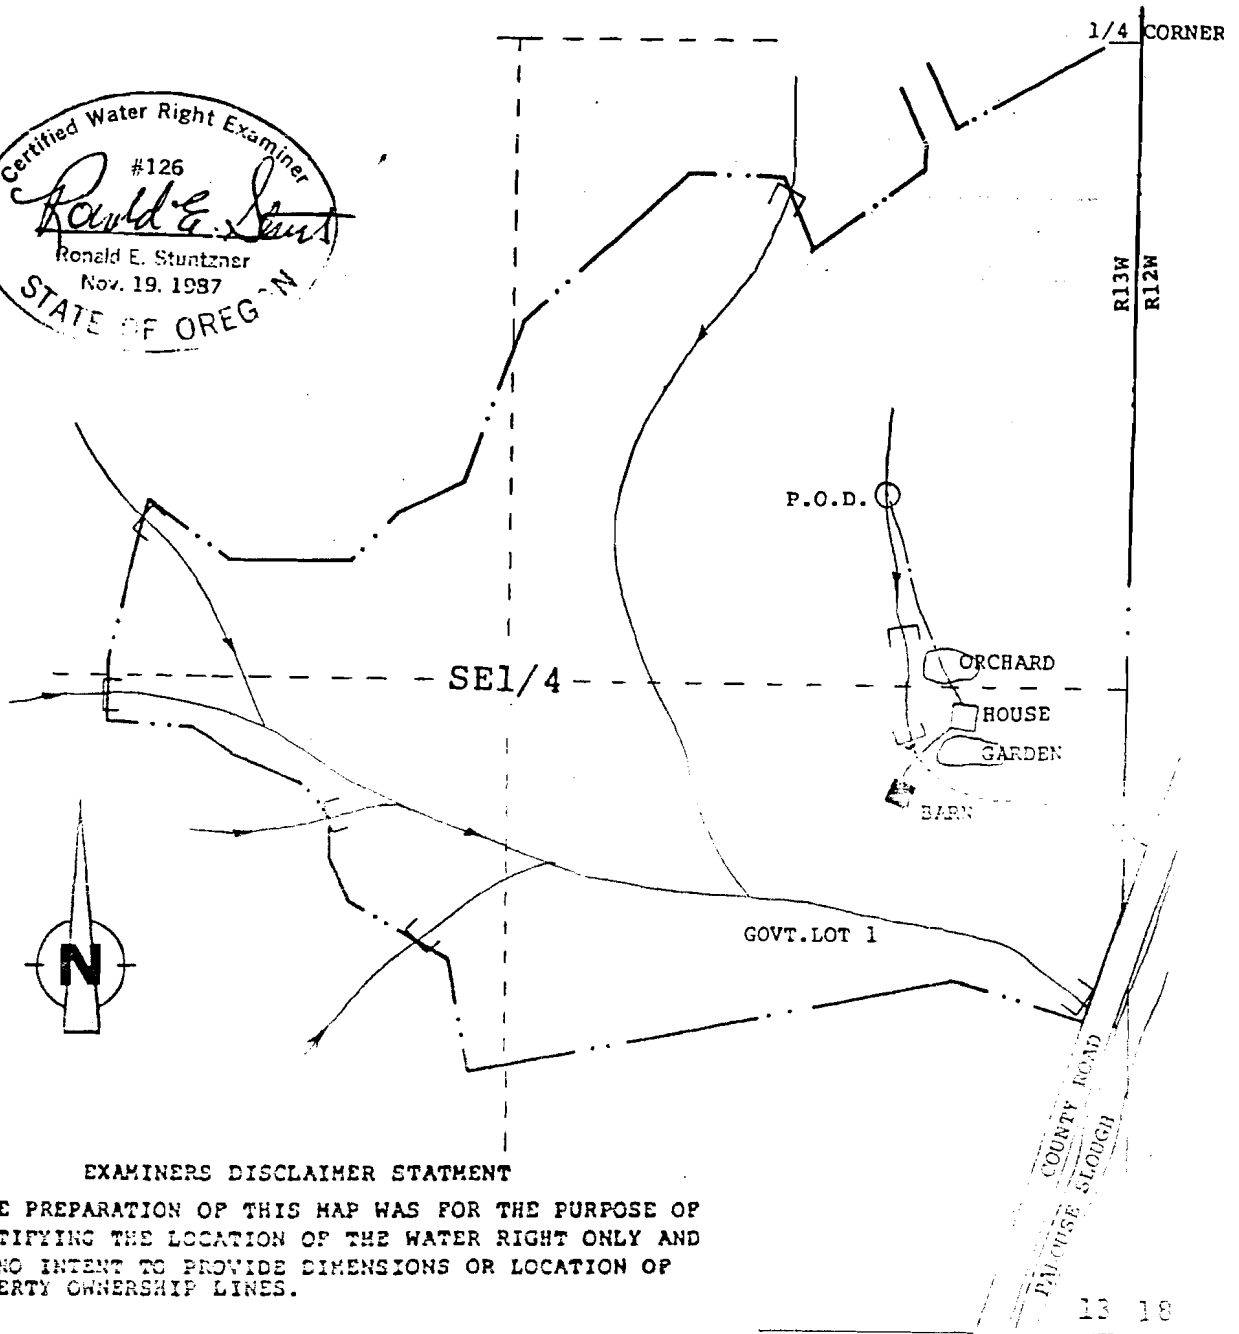 1/4 CORNER
Certified Water Right Examiner
#126
Ronald E. Stuntzner
Nov. 19. 1987
STATE OF OREGON
R13W
R12W
P.O.D.
ORCHARD
SE1/4
HOUSE
GARDEN
BARN
N
GOVT.LOT 1
COUNTY ROAD
PALOUSE SLOUGH
EXAMINERS DISCLAIMER STATMENT
E PREPARATION OF THIS MAP WAS FOR THE PURPOSE OF
TIFYING THE LOCATION OF THE WATER RIGHT ONLY AND
NO INTENT TO PROVIDE DIMENSIONS OR LOCATION OF
ERTY OWNERSHIP LINES.
13 18